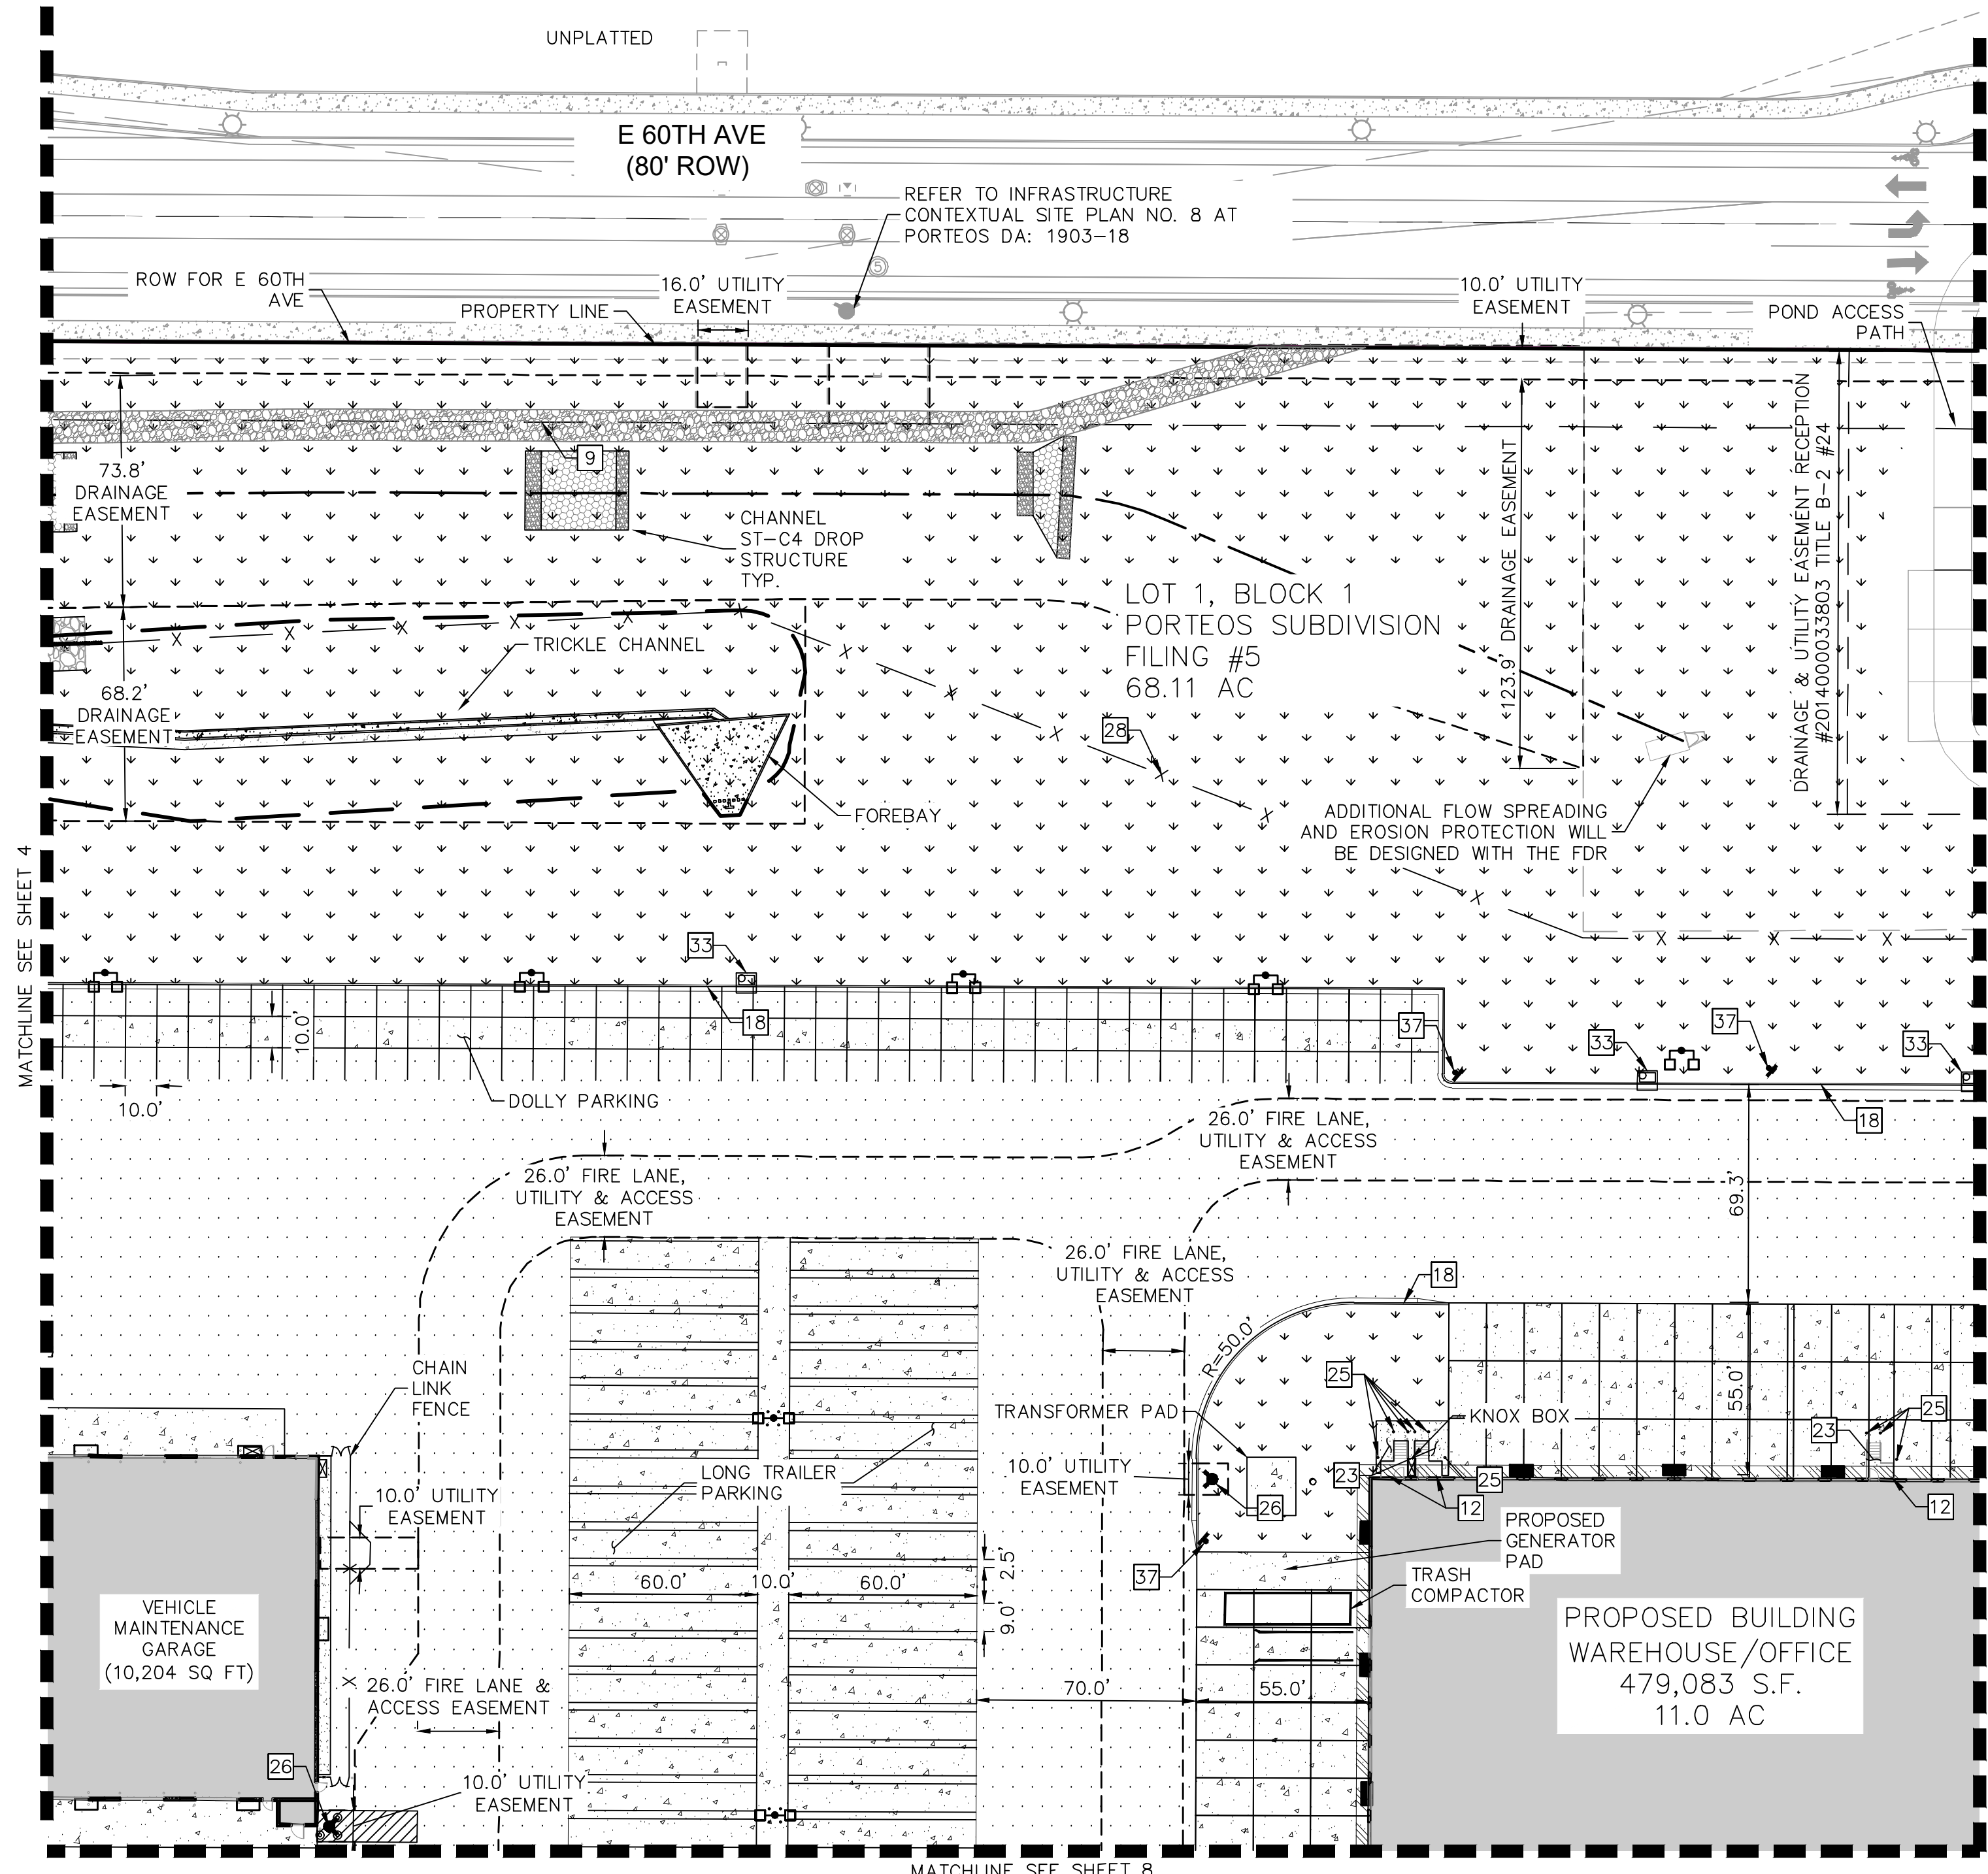 UNPLATTED
E 60TH AVE
(80' ROW)
REFER TO INFRASTRUCTURE
CONTEXTUAL SITE PLAN NO. 8 AT
PORTEOS DA: 1903-18
5
ROW FOR E 60TH
AVE
PROPERTY LINE
16.0' UTILITY
EASEMENT
10.0' UTILITY
EASEMENT
POND ACCESS
PATH
9
73.8'
DRAINAGE
EASEMENT
CHANNEL
ST-C4 DROP
STRUCTURE
TYP.
123.9' DRAINAGE EASEMENT
DRAINAGE & UTILITY EASEMENT RECEPTION
#2014000033803 TITLE B-2 #24
LOT 1, BLOCK 1
PORTEOS SUBDIVISION
FILING #5
68.11 AC
TRICKLE CHANNEL
68.2'
DRAINAGE
EASEMENT
28
FOREBAY
ADDITIONAL FLOW SPREADING
AND EROSION PROTECTION WILL
BE DESIGNED WITH THE FDR
MATCHLINE SEE SHEET 4
33
18
37
33
37
33
10.0'
10.0'
DOLLY PARKING
18
26.0' FIRE LANE,
UTILITY & ACCESS
EASEMENT
26.0' FIRE LANE,
UTILITY & ACCESS
EASEMENT
69.3'
26.0' FIRE LANE,
UTILITY & ACCESS
EASEMENT
18
R=50.0'
CHAIN
LINK
FENCE
25
55.0'
TRANSFORMER PAD
KNOX BOX
23
25
LONG TRAILER
PARKING
10.0' UTILITY
EASEMENT
23
25
26
12
12
10.0' UTILITY
EASEMENT
PROPOSED
GENERATOR
PAD
37
TRASH
COMPACTOR
2.5'
60.0'
10.0'
60.0'
9.0'
VEHICLE
MAINTENANCE
GARAGE
(10,204 SQ FT)
PROPOSED BUILDING
WAREHOUSE/OFFICE
479,083 S.F.
11.0 AC
26.0' FIRE LANE &
ACCESS EASEMENT
70.0'
55.0'
26
10.0' UTILITY
EASEMENT
MATCHLINE SEE SHEET 8